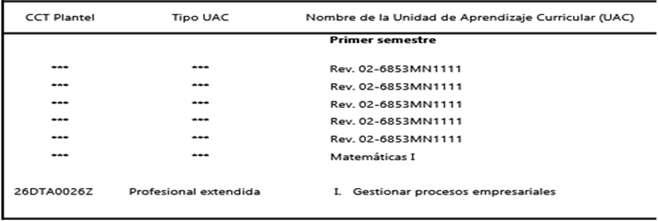 CCT Plantel Tipo UAC Nombre de la Unidad de Aprendizaje Curricular (UAC)
Primer semestre
*** *** Rev. 02-6853MN1111
*** *** Rev. 02-6853MN1111
*** *** Rev. 02-6853MN1111
*** *** Rev. 02-6853MN1111
*** *** Rev. 02-6853MN1111
*** *** Matemáticas I
26DTA0026Z Profesional extendida I. Gestionar procesos empresariales